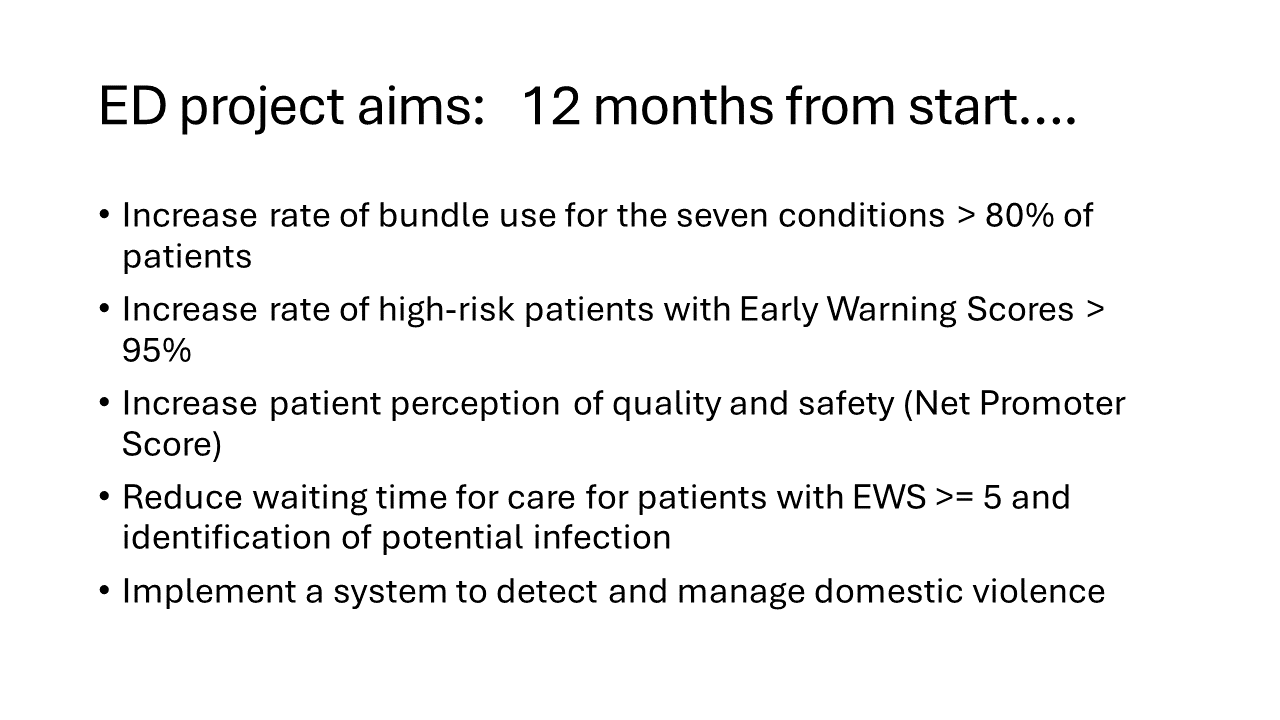 ED project aims:  12 months from start....
• Increase rate of bundle use for the seven conditions > 80% of
patients
• Increase rate of high-risk patients with Early Warning Scores >
95%
• Increase patient perception of quality and safety (Net Promoter
Score)
• Reduce waiting time for care for patients with EWS >= 5 and
identification of potential infection
• Implement a system to detect and manage domestic violence